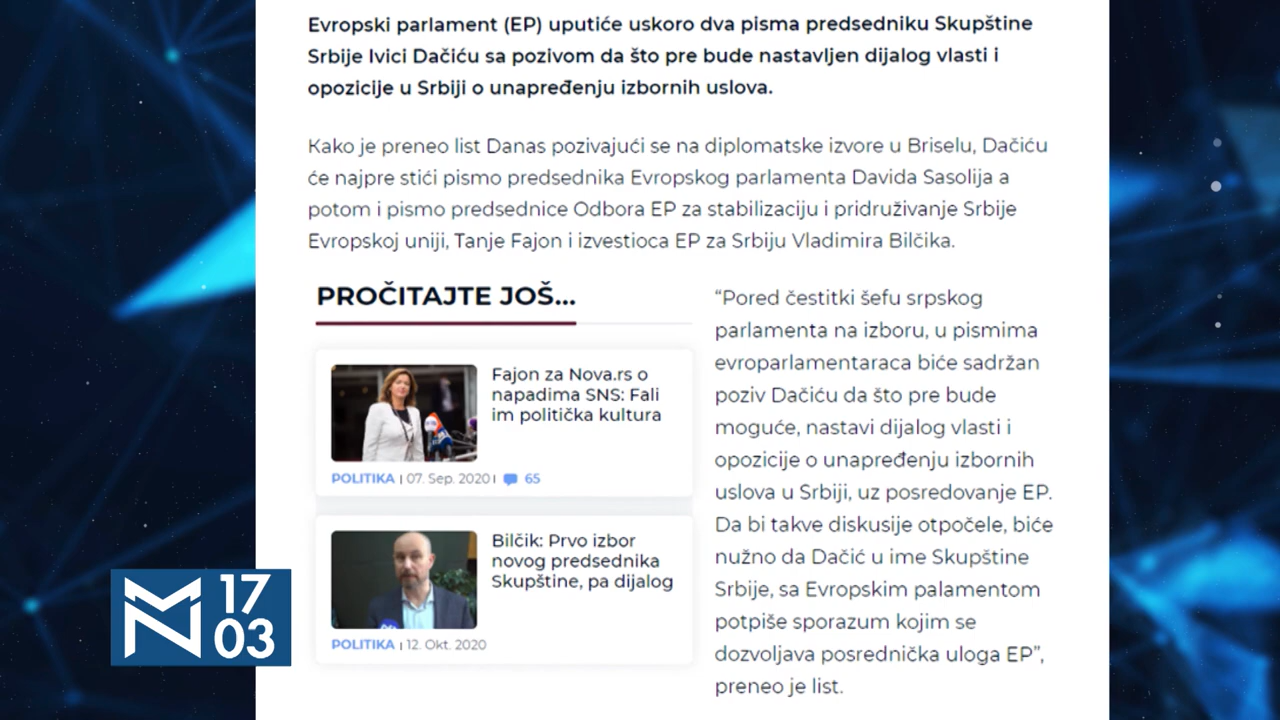 Evropski parlament (EP) uputiće uskoro dva pisma predsedniku Skupštine
Srbije Ivici Dačiću sa pozivom da što pre bude nastavljen dijalog vlasti i
opozicije u Srbiji o unapređenju izbornih uslova.
Kako je preneo list Danas pozivajući se na diplomatske izvore u Briselu, Dačiću
će najpre stići pismo predsednika Evropskog parlamenta Davida Sasolija a
potom i pismo predsednice Odbora EP za stabilizaciju i pridruživanje Srbije
Evropskoj uniji, Tanje Fajon i izvestioca EP za Srbiju Vladimira Bilčika.
PROČITAJTE JOŠ...
Fajon za Nova.rs o
napadima SNS: Fali
im politička kultura
POLITIKA | 07. Sep. 2020 | 65
Bilčik: Prvo izbor
novog predsednika
Skupštine, pa dijalog
POLITIKA | 12. Okt. 2020
“Pored čestitki šefu srpskog
parlamenta na izboru, u pismima
evroparlamentaraca biće sadržan
poziv Dačiću da što pre bude
moguće, nastavi dijalog vlasti i
opozicije o unapređenju izbornih
uslova u Srbiji, uz posredovanje EP.
Da bi takve diskusije otpočele, biće
nužno da Dačić u ime Skupštine
Srbije, sa Evropskim palamentom
potpiše sporazum kojim se
dozvoljava posrednička uloga EP”,
preneo je list.
17
03